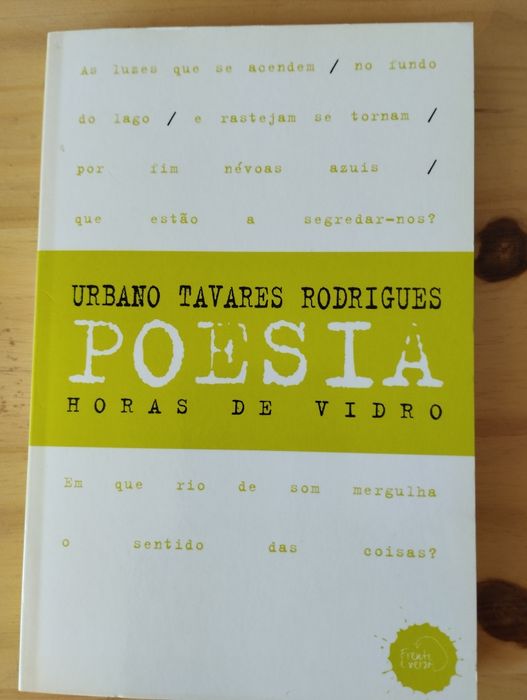 As luzes que se acendem / no fundo
do lago / e rastejam se tornam /
por fim névoas azuis /
que estão a segredar-nos?
URBANO TAVARES RODRIGUES
POESIA
HORAS DE VIDRO
Em que rio de som mergulha
o sentido das coisas?
Frente